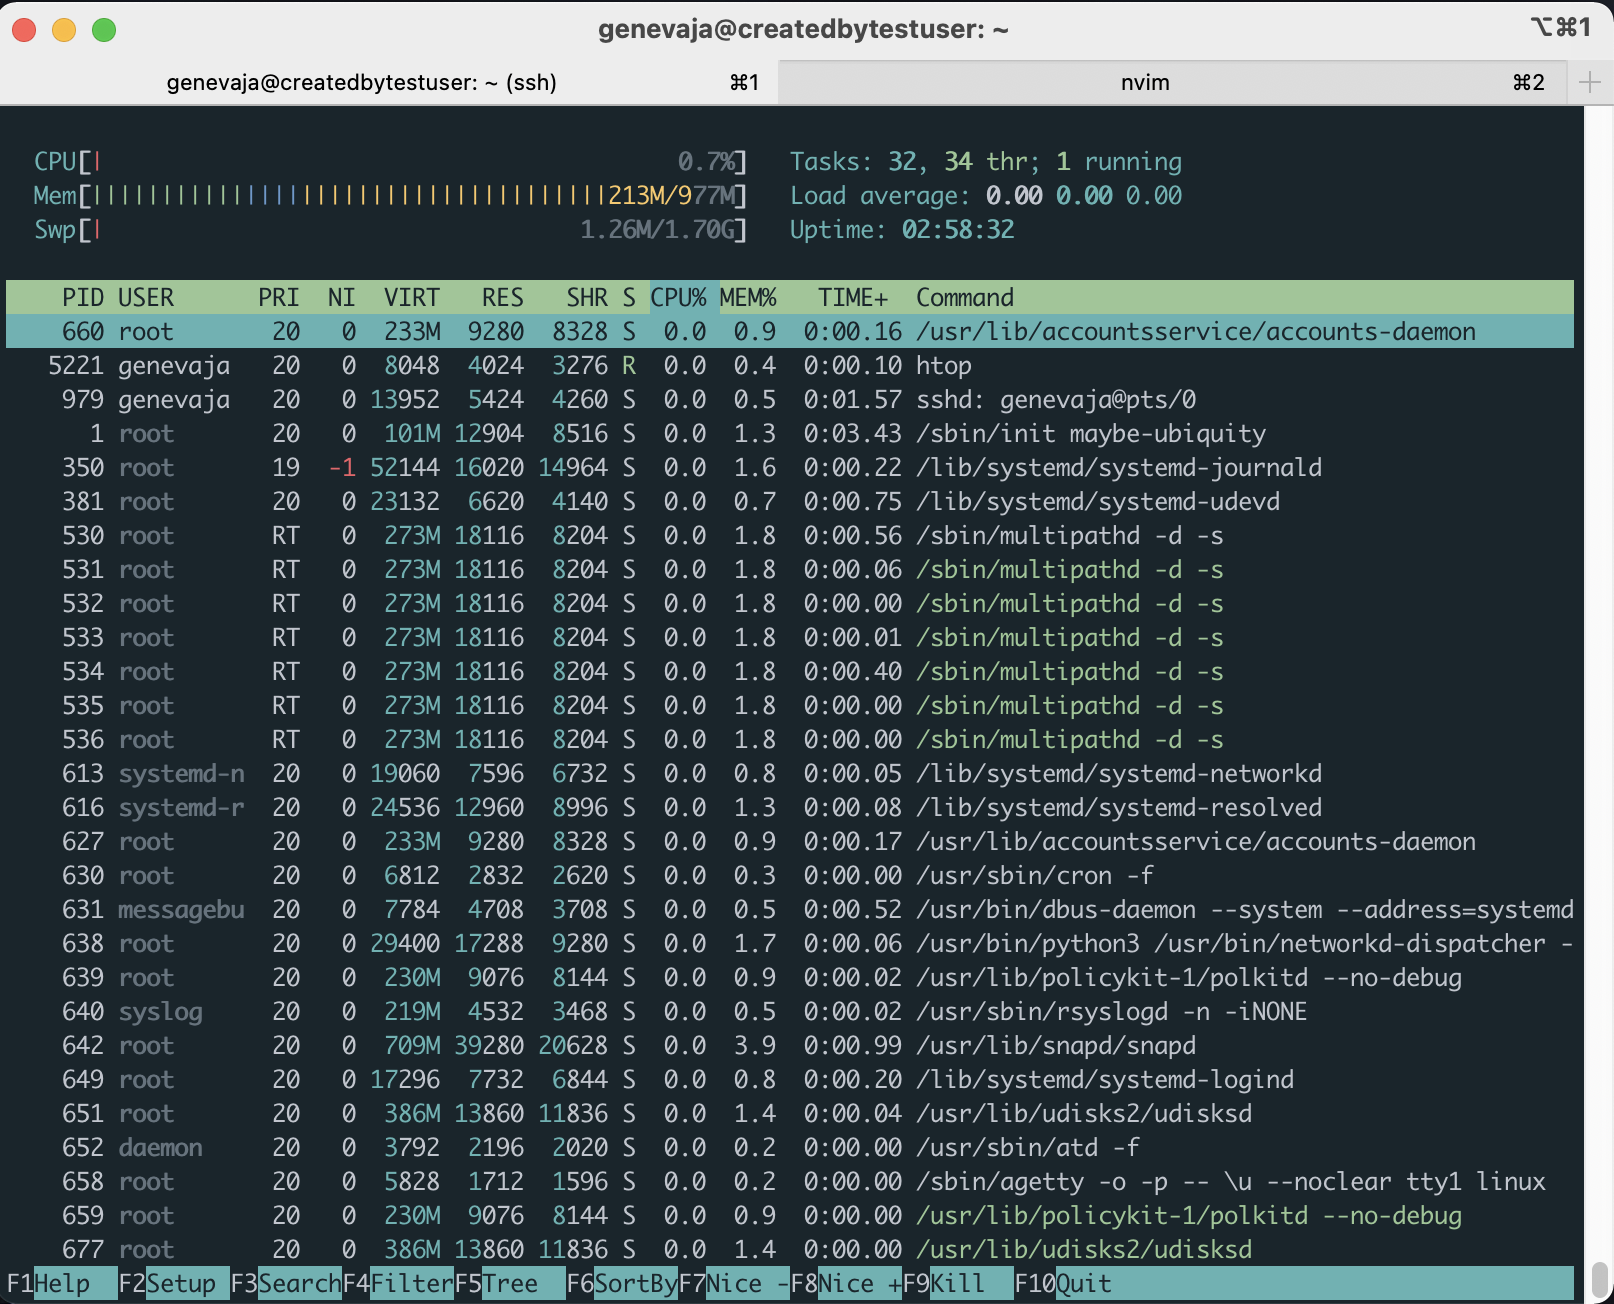 genevaja@createdbytestuser: ~ ⌥⌘1
genevaja@createdbytestuser: ~ (ssh) ⌘1 nvim ⌘2 +
CPU[| 0.7%] Tasks: 32, 34 thr; 1 running
Mem[||||||||||||||||||||||||||||||||||||||213M/977M] Load average: 0.00 0.00 0.00
Swp[| 1.26M/1.70G] Uptime: 02:58:32
PID USER PRI NI VIRT RES SHR S CPU% MEM% TIME+ Command
660 root 20 0 233M 9280 8328 S 0.0 0.9 0:00.16 /usr/lib/accountsservice/accounts-daemon
5221 genevaja 20 0 8048 4024 3276 R 0.0 0.4 0:00.10 htop
979 genevaja 20 0 13952 5424 4260 S 0.0 0.5 0:01.57 sshd: genevaja@pts/0
1 root 20 0 101M 12904 8516 S 0.0 1.3 0:03.43 /sbin/init maybe-ubiquity
350 root 19 -1 52144 16020 14964 S 0.0 1.6 0:00.22 /lib/systemd/systemd-journald
381 root 20 0 23132 6620 4140 S 0.0 0.7 0:00.75 /lib/systemd/systemd-udevd
530 root RT 0 273M 18116 8204 S 0.0 1.8 0:00.56 /sbin/multipathd -d -s
531 root RT 0 273M 18116 8204 S 0.0 1.8 0:00.06 /sbin/multipathd -d -s
532 root RT 0 273M 18116 8204 S 0.0 1.8 0:00.00 /sbin/multipathd -d -s
533 root RT 0 273M 18116 8204 S 0.0 1.8 0:00.01 /sbin/multipathd -d -s
534 root RT 0 273M 18116 8204 S 0.0 1.8 0:00.40 /sbin/multipathd -d -s
535 root RT 0 273M 18116 8204 S 0.0 1.8 0:00.00 /sbin/multipathd -d -s
536 root RT 0 273M 18116 8204 S 0.0 1.8 0:00.00 /sbin/multipathd -d -s
613 systemd-n 20 0 19060 7596 6732 S 0.0 0.8 0:00.05 /lib/systemd/systemd-networkd
616 systemd-r 20 0 24536 12960 8996 S 0.0 1.3 0:00.08 /lib/systemd/systemd-resolved
627 root 20 0 233M 9280 8328 S 0.0 0.9 0:00.17 /usr/lib/accountsservice/accounts-daemon
630 root 20 0 6812 2832 2620 S 0.0 0.3 0:00.00 /usr/sbin/cron -f
631 messagebu 20 0 7784 4708 3708 S 0.0 0.5 0:00.52 /usr/bin/dbus-daemon --system --address=systemd
638 root 20 0 29400 17288 9280 S 0.0 1.7 0:00.06 /usr/bin/python3 /usr/bin/networkd-dispatcher -
639 root 20 0 230M 9076 8144 S 0.0 0.9 0:00.02 /usr/lib/policykit-1/polkitd --no-debug
640 syslog 20 0 219M 4532 3468 S 0.0 0.5 0:00.02 /usr/sbin/rsyslogd -n -iNONE
642 root 20 0 709M 39280 20628 S 0.0 3.9 0:00.99 /usr/lib/snapd/snapd
649 root 20 0 17296 7732 6844 S 0.0 0.8 0:00.20 /lib/systemd/systemd-logind
651 root 20 0 386M 13860 11836 S 0.0 1.4 0:00.04 /usr/lib/udisks2/udisksd
652 daemon 20 0 3792 2196 2020 S 0.0 0.2 0:00.00 /usr/sbin/atd -f
658 root 20 0 5828 1712 1596 S 0.0 0.2 0:00.00 /sbin/agetty -o -p -- \u --noclear tty1 linux
659 root 20 0 230M 9076 8144 S 0.0 0.9 0:00.00 /usr/lib/policykit-1/polkitd --no-debug
677 root 20 0 386M 13860 11836 S 0.0 1.4 0:00.00 /usr/lib/udisks2/udisksd
F1Help F2Setup F3SearchF4FilterF5Tree F6SortByF7Nice -F8Nice +F9Kill F10Quit